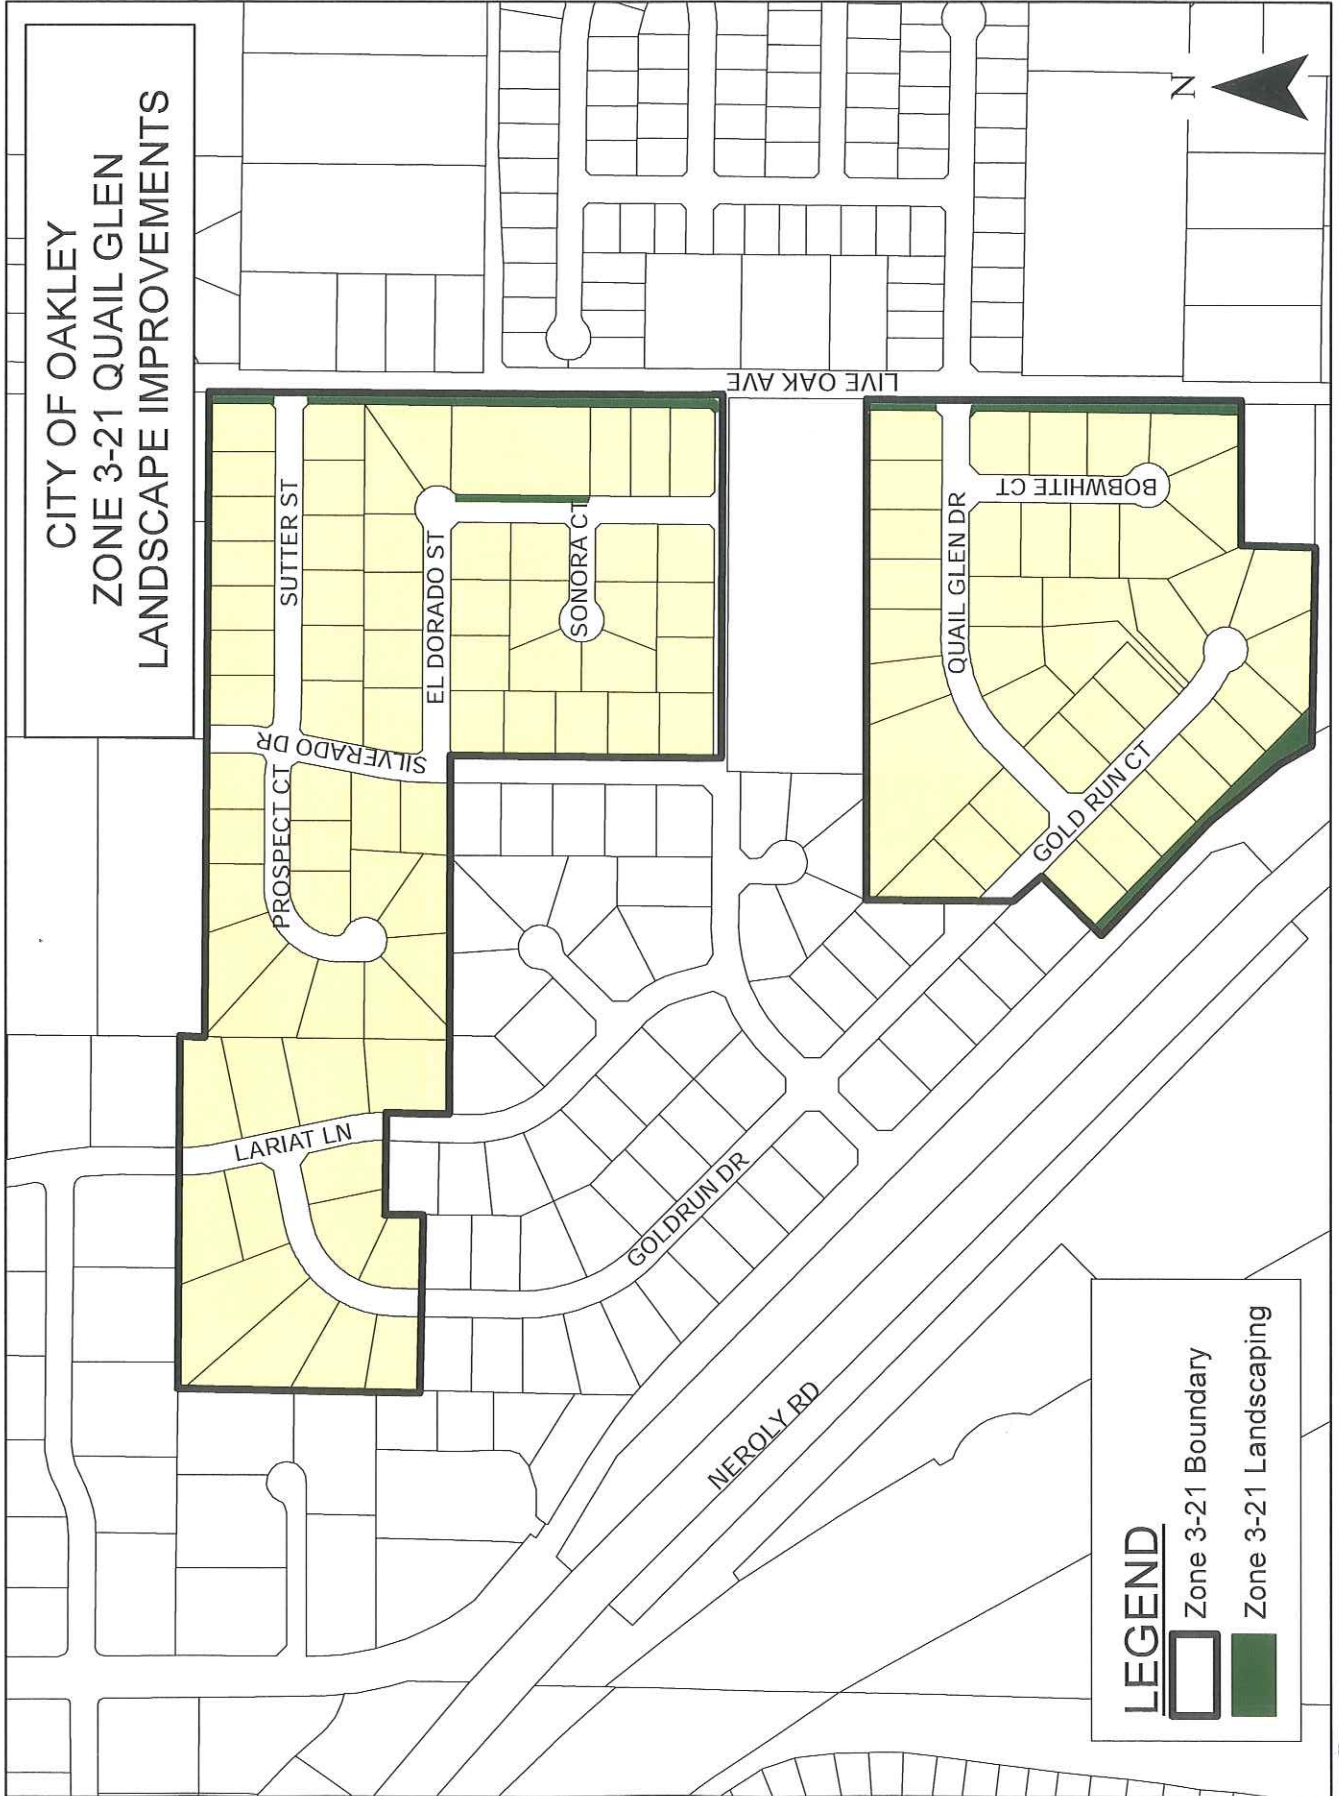 CITY OF OAKLEY
ZONE 3-21 QUAIL GLEN
LANDSCAPE IMPROVEMENTS
N
LARIAT LN
PROSPECT CT
SILVERADO DR
SUTTER ST
EL DORADO ST
SONORA CT
LIVE OAK AVE
GOLDRUN DR
QUAIL GLEN DR
BOBWHITE CT
GOLD RUN CT
NEROLY RD
LEGEND
Zone 3-21 Boundary
Zone 3-21 Landscaping